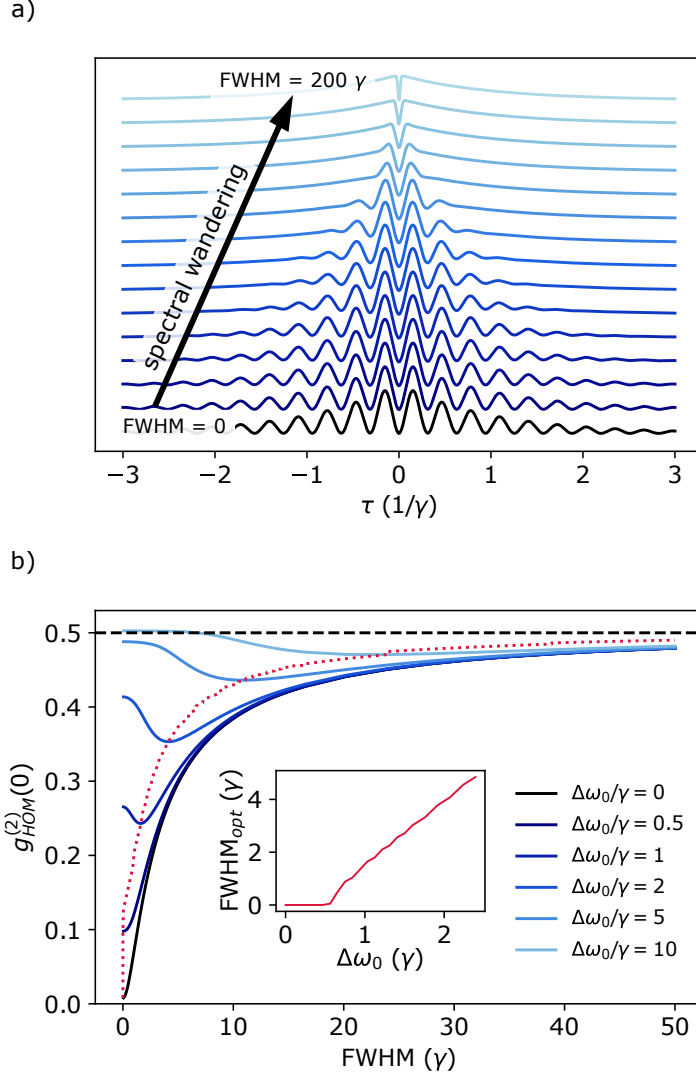 a)
FWHM = 200 γ
spectral wandering
FWHM = 0
−3 −2 −1 0 1 2 3
τ (1/γ)
b)
0.5
0.4
0.3
0.2
0.1
0.0
g(2)HOM(0)
4
2
0
FWHMopt (γ)
0 1 2
Δω0 (γ)
Δω0/γ = 0
Δω0/γ = 0.5
Δω0/γ = 1
Δω0/γ = 2
Δω0/γ = 5
Δω0/γ = 10
0 10 20 30 40 50
FWHM (γ)